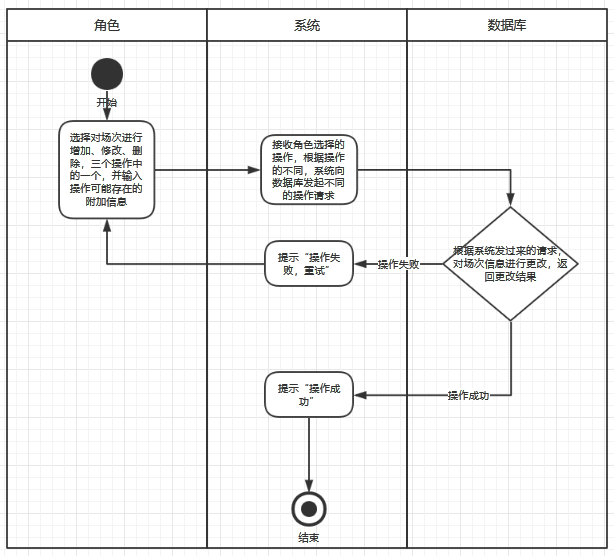 角色
系统
数据库
开始
选择对场次进行
增加、修改、删
除，三个操作中
的一个，并输入
操作可能存在的
附加信息
接收角色选择的
操作，根据操作
的不同，系统向
数据库发起不同
的操作请求
根据系统发过来的请求，
对场次信息进行更改，返
回更改结果
操作失败
提示“操作失
败，重试”
提示“操作成
功”
操作成功
结束